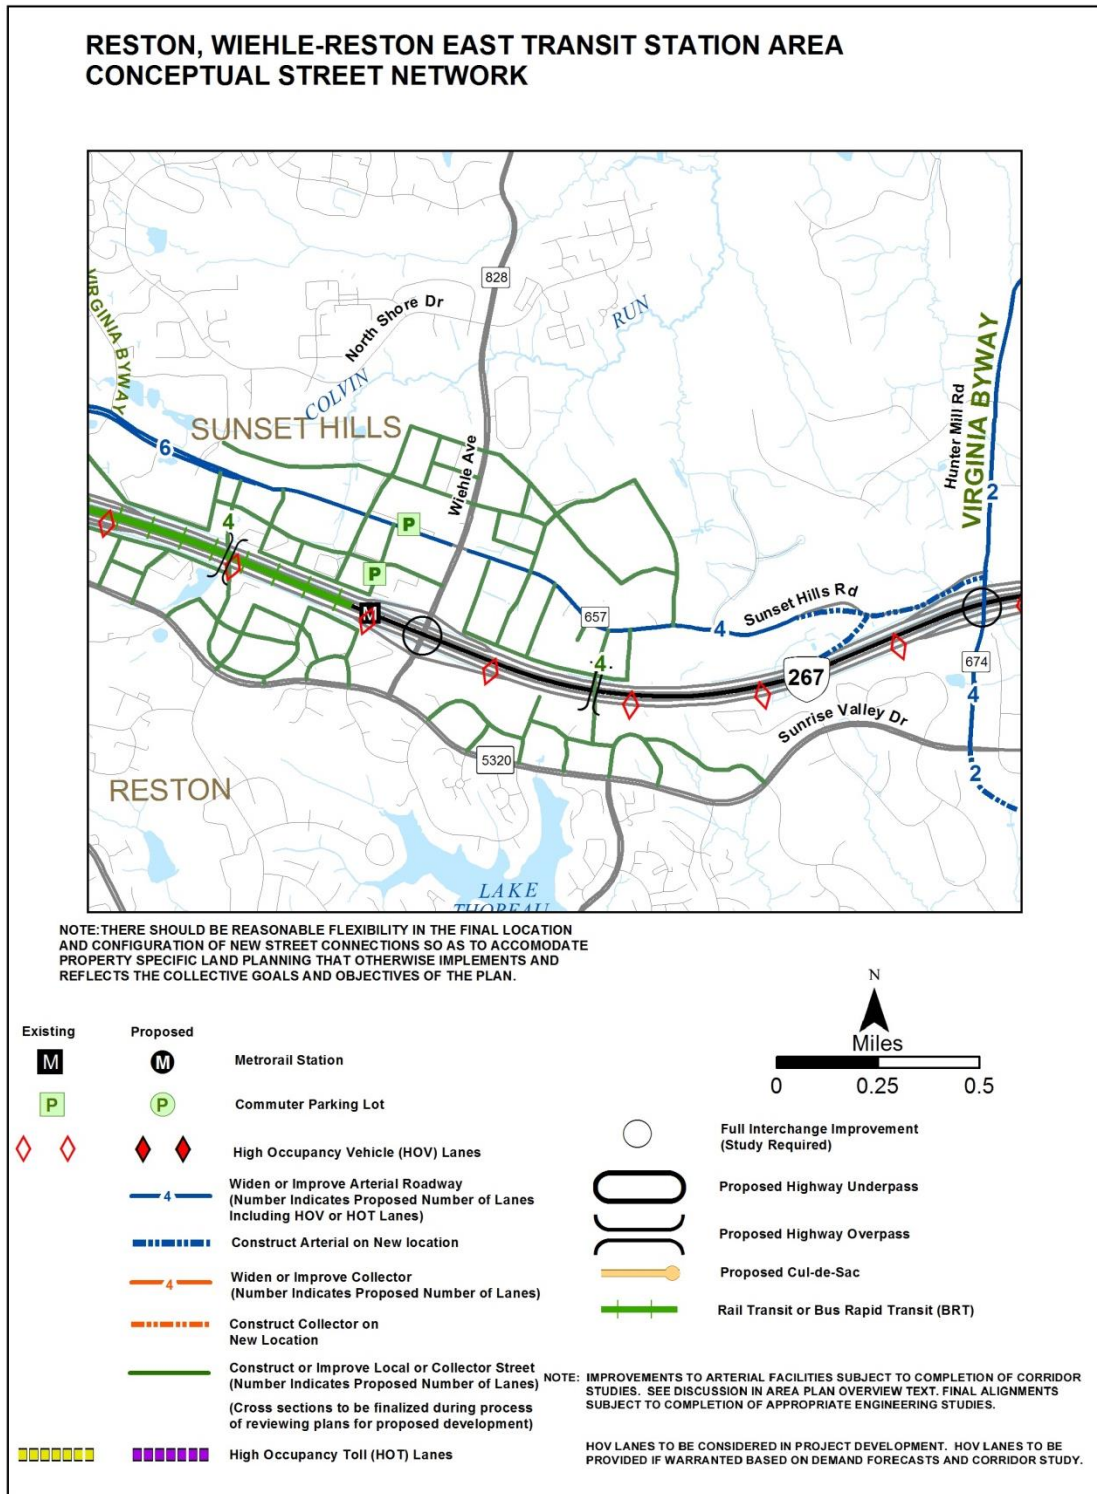 RESTON, WIEHLE-RESTON EAST TRANSIT STATION AREA
CONCEPTUAL STREET NETWORK
828
RUN
North Shore Dr
VIRGINIA BYWAY
COLVIN
SUNSET HILLS
6
Wiehle Ave
Hunter Mill Rd
VIRGINIA BYWAY
2
P
4
P
M
657
4
Sunset Hills Rd
4
267
674
4
Sunrise Valley Dr
5320
2
RESTON
LAKE
THOREAU
NOTE:THERE SHOULD BE REASONABLE FLEXIBILITY IN THE FINAL LOCATION
AND CONFIGURATION OF NEW STREET CONNECTIONS SO AS TO ACCOMODATE
PROPERTY SPECIFIC LAND PLANNING THAT OTHERWISE IMPLEMENTS AND
REFLECTS THE COLLECTIVE GOALS AND OBJECTIVES OF THE PLAN.
N
Miles
0 0.25 0.5
Existing Proposed
M M Metrorail Station
P P Commuter Parking Lot
High Occupancy Vehicle (HOV) Lanes
4 Widen or Improve Arterial Roadway
(Number Indicates Proposed Number of Lanes
Including HOV or HOT Lanes)
Construct Arterial on New location
4 Widen or Improve Collector
(Number Indicates Proposed Number of Lanes)
Construct Collector on
New Location
Construct or Improve Local or Collector Street
(Number Indicates Proposed Number of Lanes)
(Cross sections to be finalized during process
of reviewing plans for proposed development)
High Occupancy Toll (HOT) Lanes
Full Interchange Improvement
(Study Required)
Proposed Highway Underpass
Proposed Highway Overpass
Proposed Cul-de-Sac
Rail Transit or Bus Rapid Transit (BRT)
NOTE: IMPROVEMENTS TO ARTERIAL FACILITIES SUBJECT TO COMPLETION OF CORRIDOR
STUDIES. SEE DISCUSSION IN AREA PLAN OVERVIEW TEXT. FINAL ALIGNMENTS
SUBJECT TO COMPLETION OF APPROPRIATE ENGINEERING STUDIES.
HOV LANES TO BE CONSIDERED IN PROJECT DEVELOPMENT. HOV LANES TO BE
PROVIDED IF WARRANTED BASED ON DEMAND FORECASTS AND CORRIDOR STUDY.